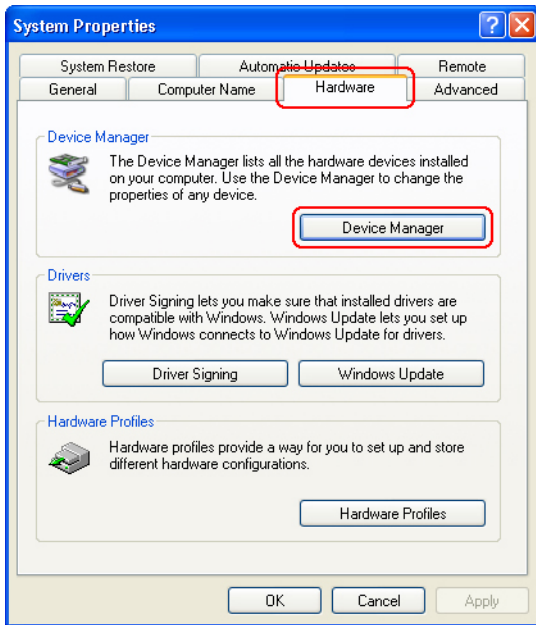 System Properties
System Restore Automatic Updates Remote
General Computer Name Hardware Advanced
Device Manager
The Device Manager lists all the hardware devices installed
on your computer. Use the Device Manager to change the
properties of any device.
Device Manager
Drivers
Driver Signing lets you make sure that installed drivers are
compatible with Windows. Windows Update lets you set up
how Windows connects to Windows Update for drivers.
Driver Signing Windows Update
Hardware Profiles
Hardware profiles provide a way for you to set up and store
different hardware configurations.
Hardware Profiles
OK Cancel Apply